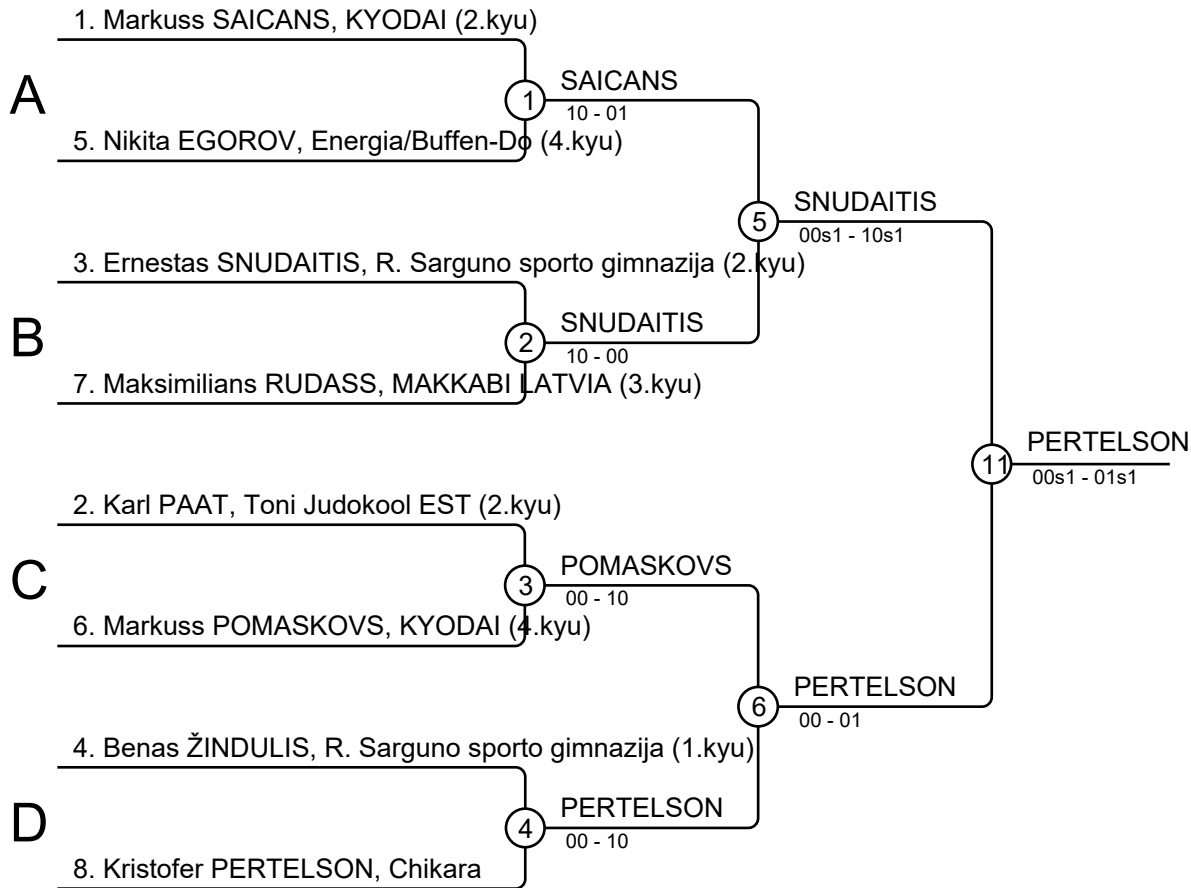 1. Markuss SAICANS, KYODAI (2.kyu)
A
1
SAICANS
10 - 01
5. Nikita EGOROV, Energia/Buffen-Do (4.kyu)
5
SNUDAITIS
00s1 - 10s1
3. Ernestas SNUDAITIS, R. Sarguno sporto gimnazija (2.kyu)
B
2
SNUDAITIS
10 - 00
7. Maksimilians RUDASS, MAKKABI LATVIA (3.kyu)
11
PERTELSON
00s1 - 01s1
2. Karl PAAT, Toni Judokool EST (2.kyu)
C
3
POMASKOVS
00 - 10
6. Markuss POMASKOVS, KYODAI (4.kyu)
6
PERTELSON
00 - 01
4. Benas ŽINDULIS, R. Sarguno sporto gimnazija (1.kyu)
D
4
PERTELSON
00 - 10
8. Kristofer PERTELSON, Chikara